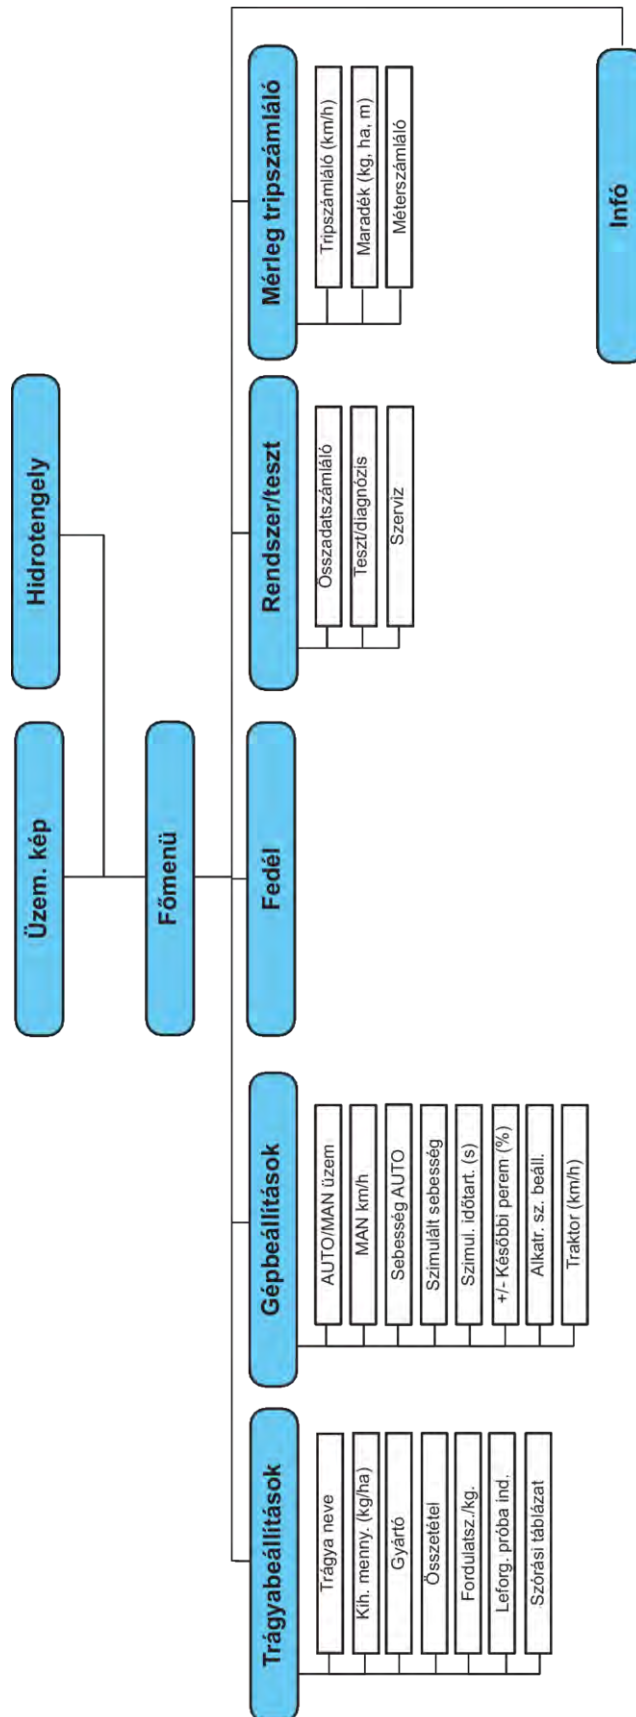 Üzem. kép
Hidrotengely
Főmenü
Trágyabeállítások
Trágya neve
Kih. menny. (kg/ha)
Gyártó
Összetétel
Fordulatsz./kg.
Leforg. próba ind.
Szórási táblázat
Gépbeállítások
AUTO/MAN üzem
MAN km/h
Sebesség AUTO
Szimulált sebesség
Szimul. időtart. (s)
+/- Későbbi perem (%)
Alkatr. sz. beáll.
Traktor (km/h)
Fedél
Rendszer/teszt
Összadatszámláló
Teszt/diagnózis
Szerviz
Mérleg tripszámláló
Tripszámláló (km/h)
Maradék (kg, ha, m)
Méterszámláló
Infó